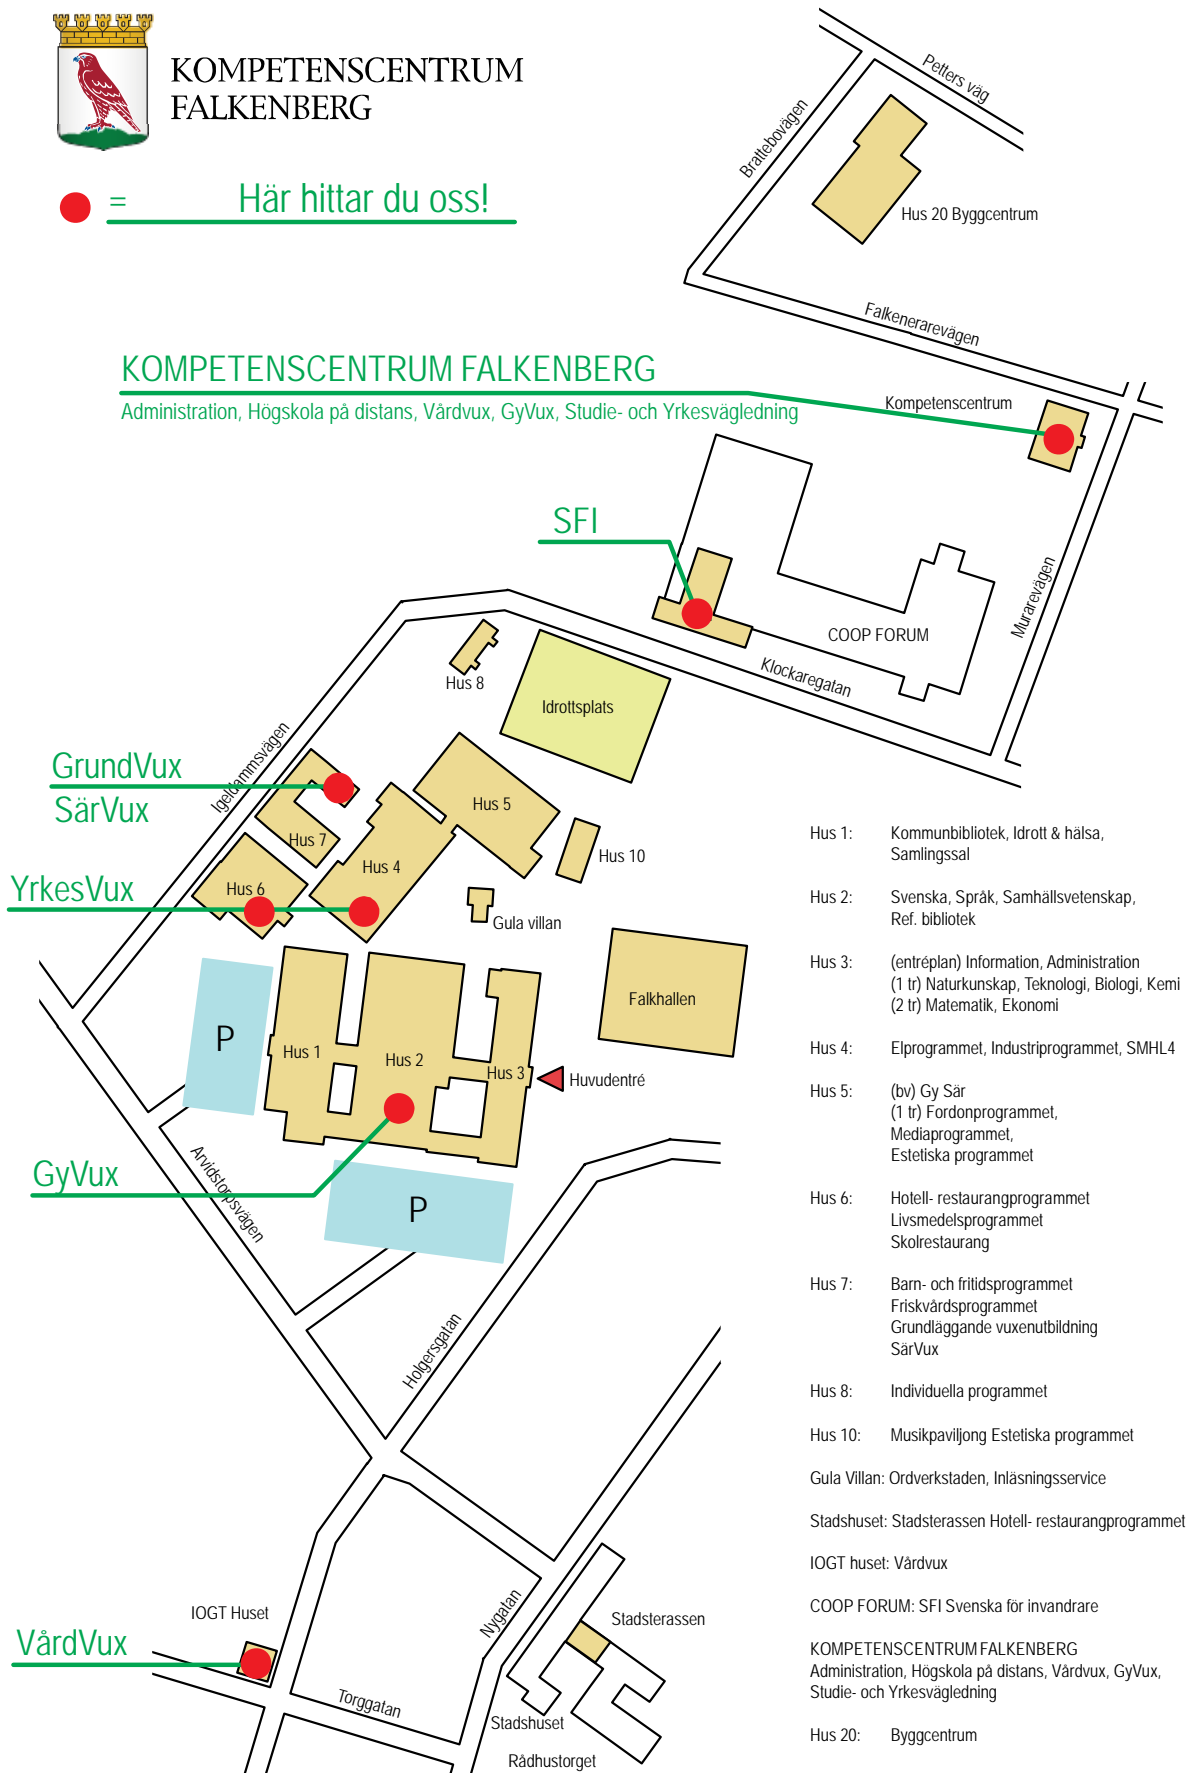 KOMPETENSCENTRUM
FALKENBERG
= Här hittar du oss!
Petters väg
Brattebovägen
Hus 20 Byggcentrum
Falkenerarevägen
KOMPETENSCENTRUM FALKENBERG
Administration, Högskola på distans, Vårdvux, GyVux, Studie- och Yrkesvägledning
Kompetenscentrum
SFI
Murarevägen
COOP FORUM
Klockaregatan
Hus 8
Idrottsplats
Igeldammsvägen
GrundVux
SärVux
Hus 5
Hus 7
Hus 4
Hus 10
YrkesVux
Hus 6
Gula villan
Falkhallen
P
Hus 1
Hus 2
Hus 3
Huvudentré
GyVux
Arvidstorpsvägen
P
Holgersgatan
IOGT Huset
VårdVux
Nygatan
Stadsterassen
Torggatan
Stadshuset
Rådhustorget
Hus 1: Kommunbibliotek, Idrott & hälsa,
Samlingssal
Hus 2: Svenska, Språk, Samhällsvetenskap,
Ref. bibliotek
Hus 3: (entréplan) Information, Administration
(1 tr) Naturkunskap, Teknologi, Biologi, Kemi
(2 tr) Matematik, Ekonomi
Hus 4: Elprogrammet, Industriprogrammet, SMHL4
Hus 5: (bv) Gy Sär
(1 tr) Fordonprogrammet,
Mediaprogrammet,
Estetiska programmet
Hus 6: Hotell- restaurangprogrammet
Livsmedelsprogrammet
Skolrestaurang
Hus 7: Barn- och fritidsprogrammet
Friskvårdsprogrammet
Grundläggande vuxenutbildning
SärVux
Hus 8: Individuella programmet
Hus 10: Musikpaviljong Estetiska programmet
Gula Villan: Ordverkstaden, Inläsningsservice
Stadshuset: Stadsterassen Hotell- restaurangprogrammet
IOGT huset: Vårdvux
COOP FORUM: SFI Svenska för invandrare
KOMPETENSCENTRUM FALKENBERG
Administration, Högskola på distans, Vårdvux, GyVux,
Studie- och Yrkesvägledning
Hus 20: Byggcentrum